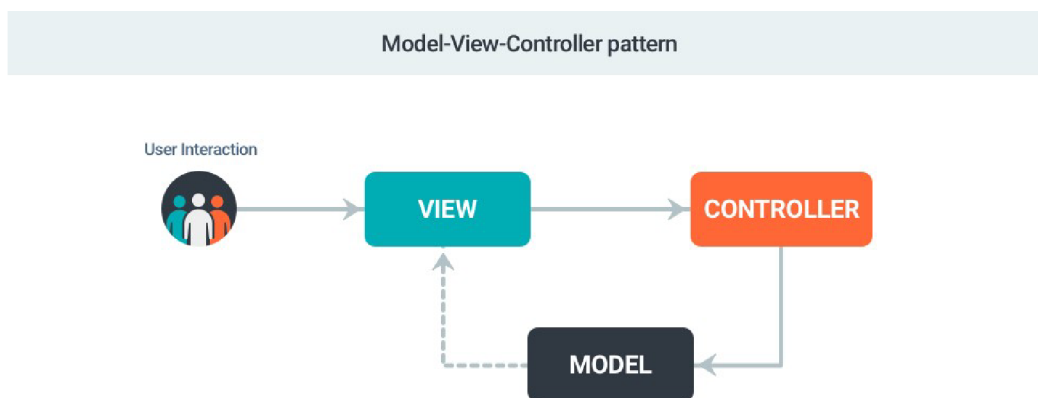 Model-View-Controller pattern
User Interaction
VIEW
CONTROLLER
MODEL